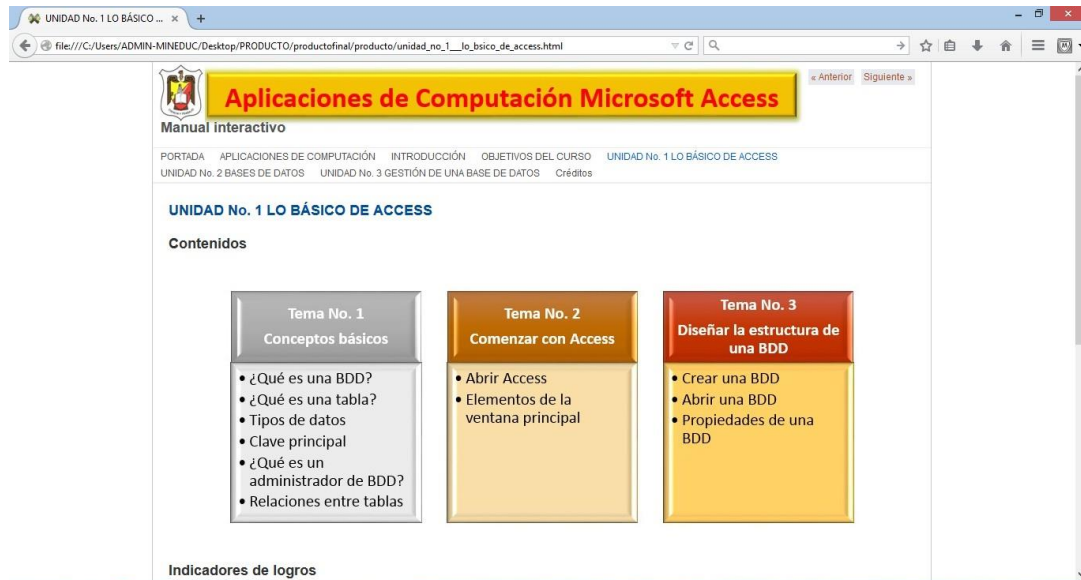 UNIDAD No. 1 LO BÁSICO ...
file:///C:/Users/ADMIN-MINEDUC/Desktop/PRODUCTO/productofinal/producto/unidad_no_1__lo_bsico_de_access.html
« Anterior Siguiente »
Aplicaciones de Computación Microsoft Access
Manual interactivo
PORTADA APLICACIONES DE COMPUTACIÓN INTRODUCCIÓN OBJETIVOS DEL CURSO UNIDAD No. 1 LO BÁSICO DE ACCESS
UNIDAD No. 2 BASES DE DATOS UNIDAD No. 3 GESTIÓN DE UNA BASE DE DATOS Créditos
UNIDAD No. 1 LO BÁSICO DE ACCESS
Contenidos
Tema No. 1
Conceptos básicos
• ¿Qué es una BDD?
• ¿Qué es una tabla?
• Tipos de datos
• Clave principal
• ¿Qué es un
administrador de BDD?
• Relaciones entre tablas
Tema No. 2
Comenzar con Access
• Abrir Access
• Elementos de la
ventana principal
Tema No. 3
Diseñar la estructura de
una BDD
• Crear una BDD
• Abrir una BDD
• Propiedades de una
BDD
Indicadores de logros